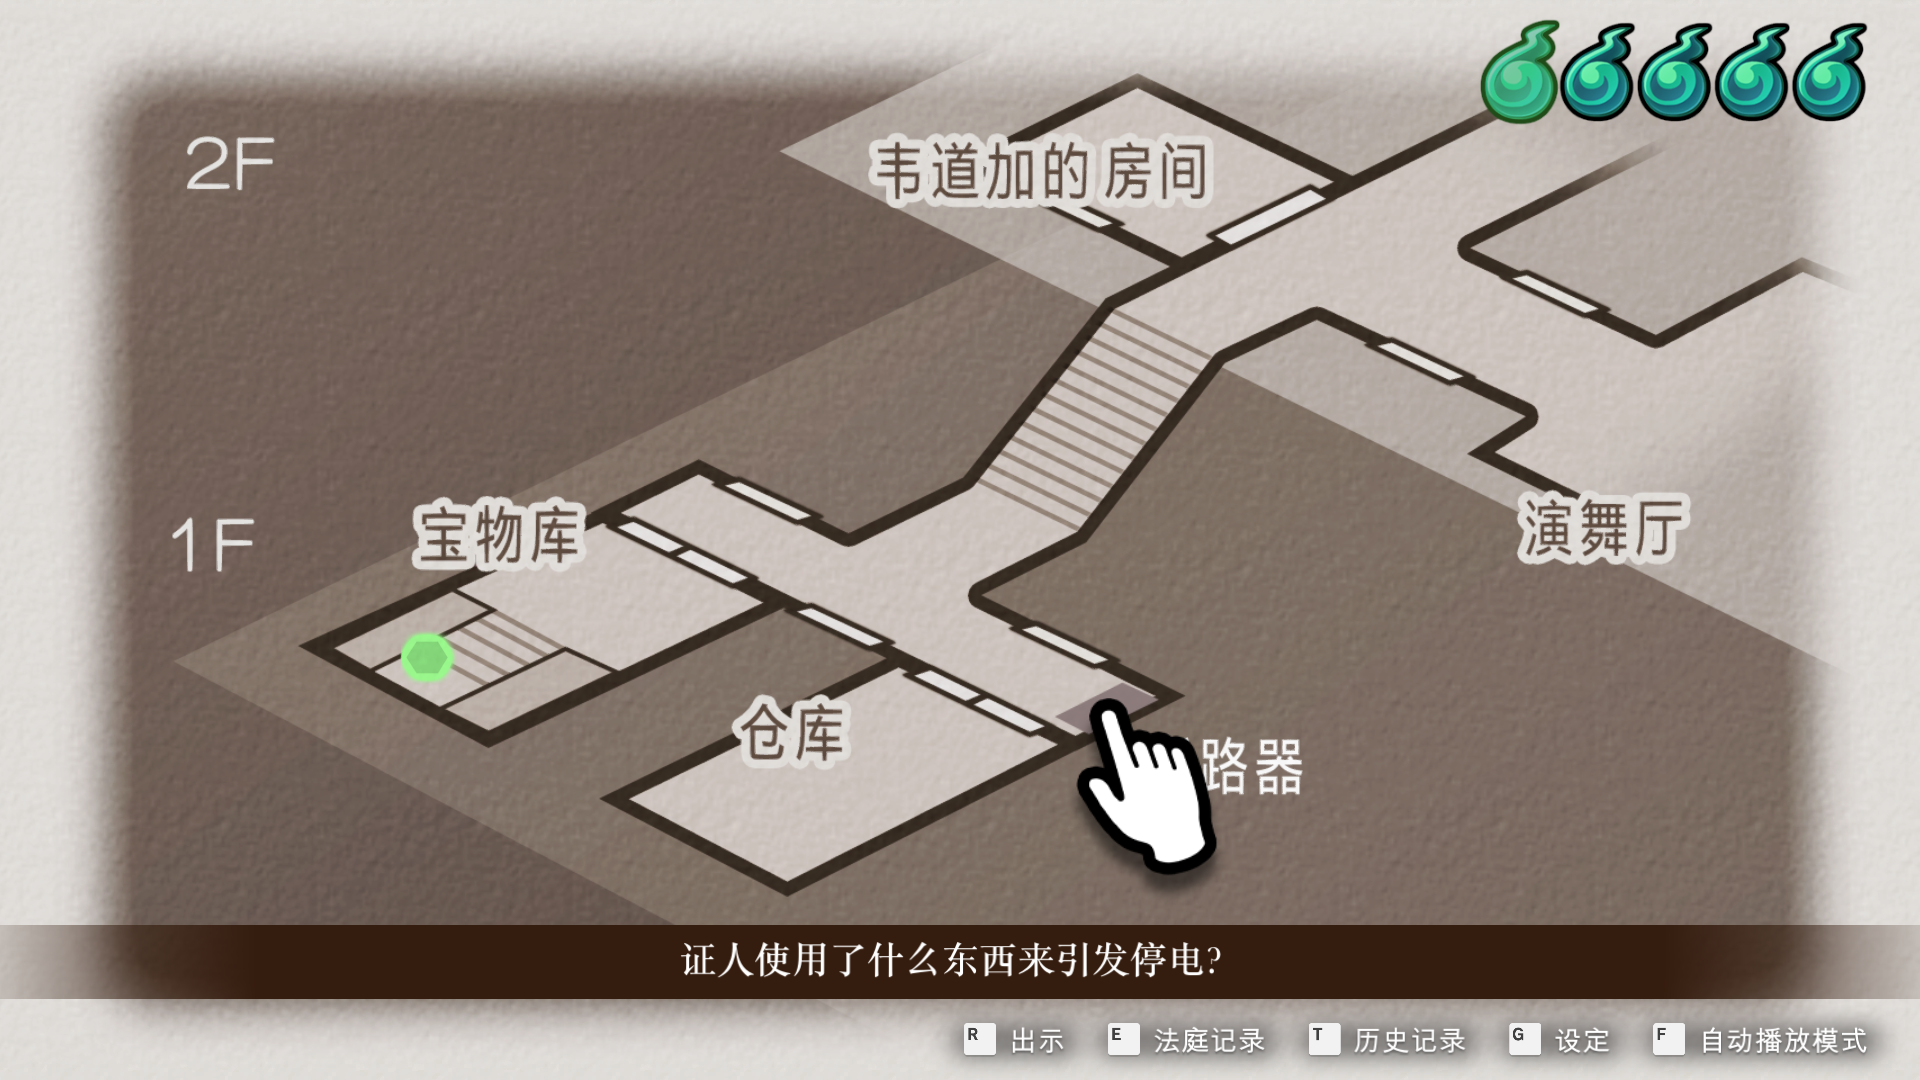 2F
韦道加的房间
1F
宝物库
演舞厅
仓库
路器
证人使用了什么东西来引发停电?
R 出示 E 法庭记录 T 历史记录 G 设定 F 自动播放模式